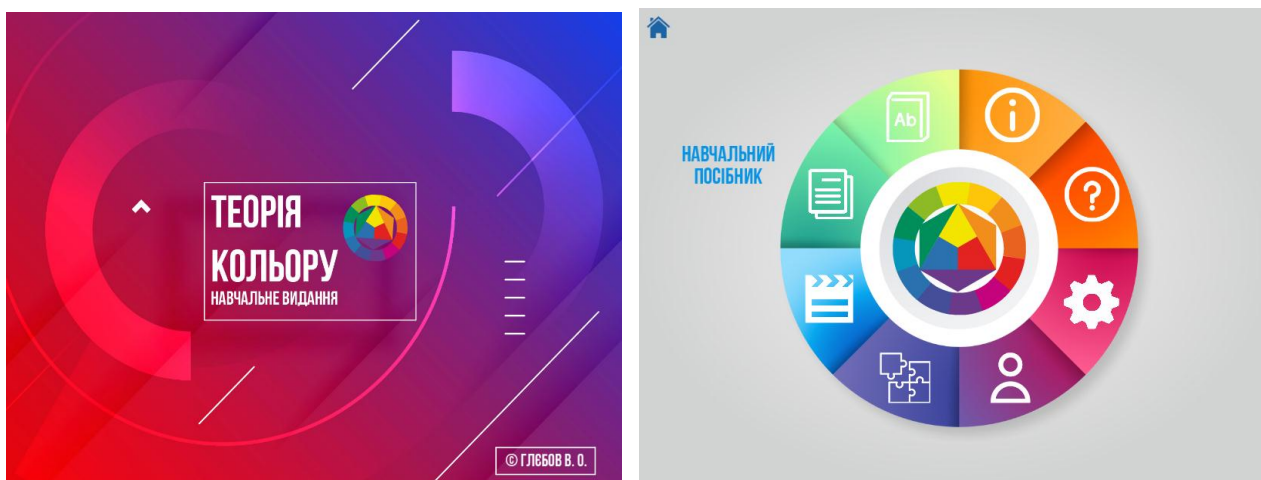 ТЕОРІЯ
КОЛЬОРУ
НАВЧАЛЬНЕ ВИДАННЯ
© ГЛЄБОВ В. О.
НАВЧАЛЬНИЙ
ПОСІБНИК
Ab